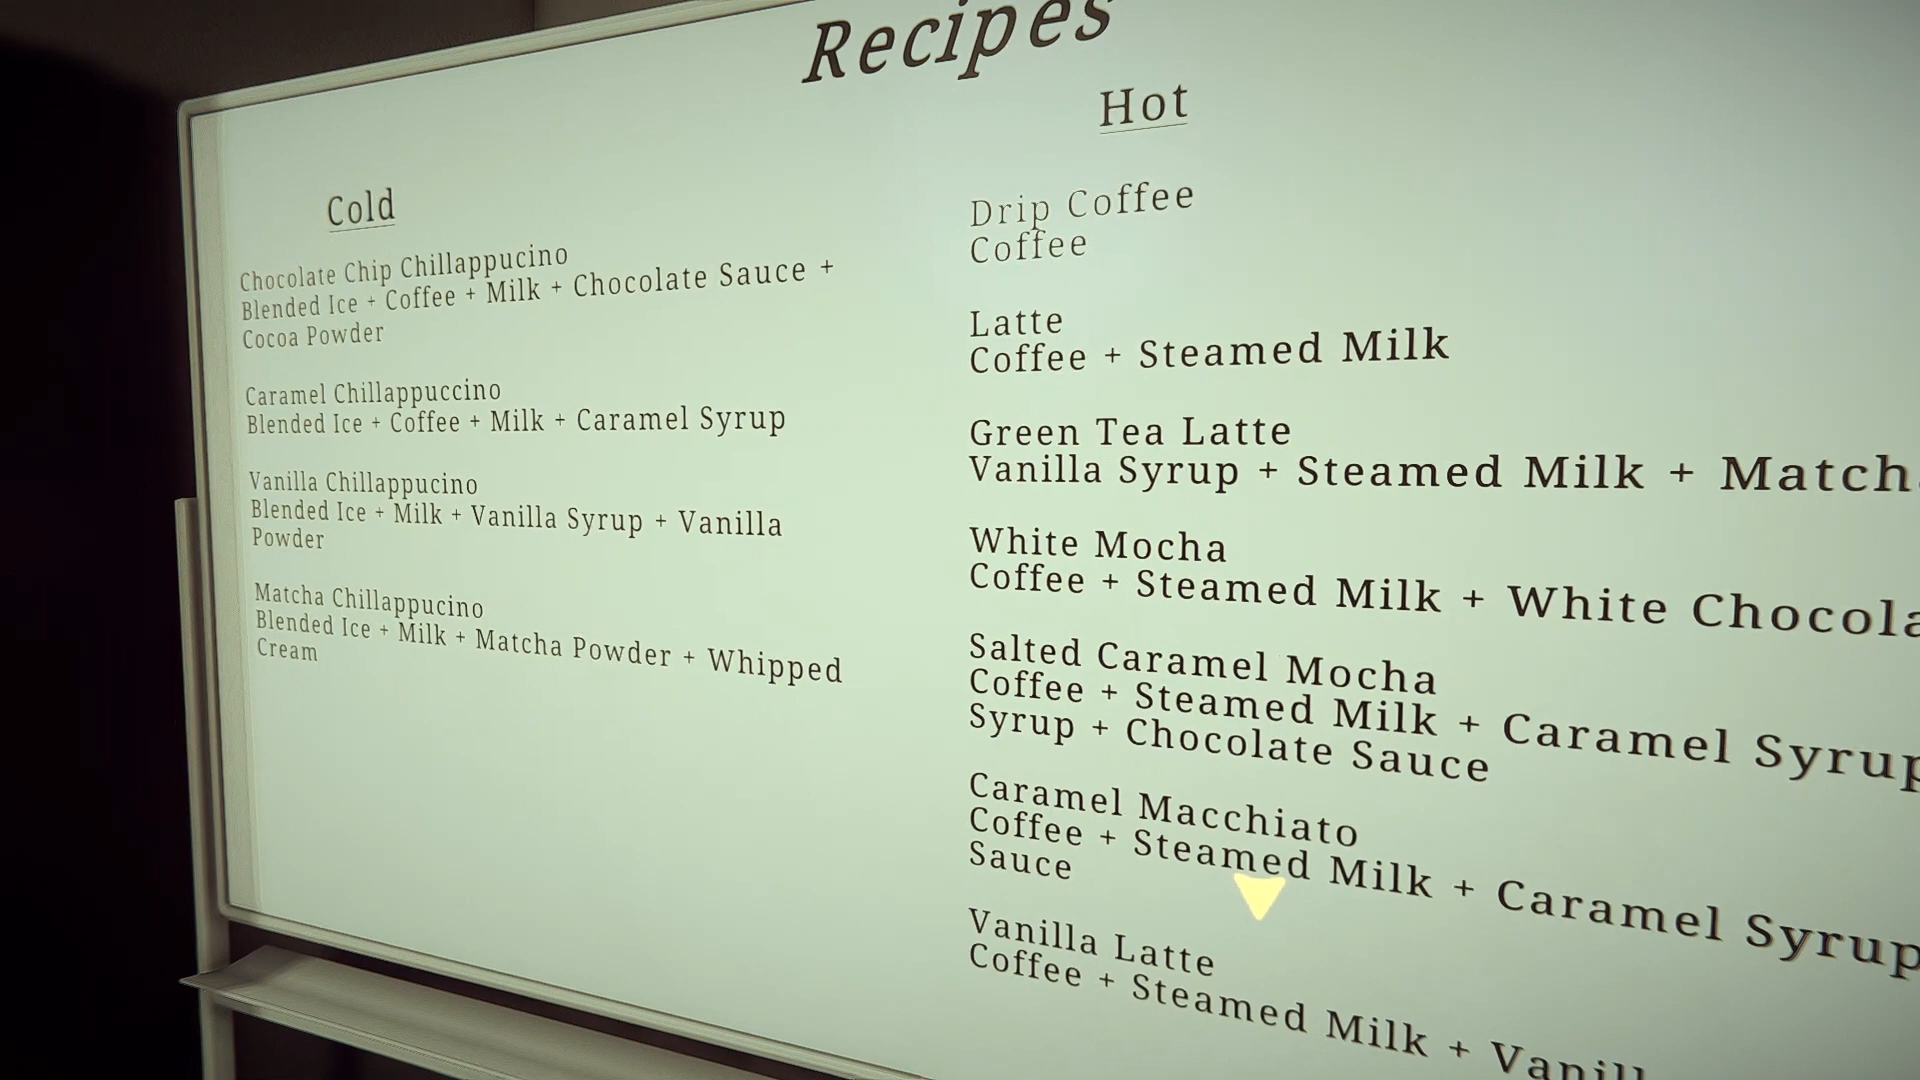 Recipes
Cold
Chocolate Chip Chillappucino
Blended Ice + Coffee + Milk + Chocolate Sauce +
Cocoa Powder
Caramel Chillappuccino
Blended Ice + Coffee + Milk + Caramel Syrup
Vanilla Chillappucino
Blended Ice + Milk + Vanilla Syrup + Vanilla
Powder
Matcha Chillappucino
Blended Ice + Milk + Matcha Powder + Whipped
Cream
Hot
Drip Coffee
Coffee
Latte
Coffee + Steamed Milk
Green Tea Latte
Vanilla Syrup + Steamed Milk +
White Mocha
Coffee + Steamed Milk + White
Salted Caramel Mocha
Coffee + Steamed Milk + Caramel Syrup
Syrup + Chocolate Sauce
Caramel Macchiato
Coffee + Steamed Milk + Caramel Syrup
Sauce
Vanilla Latte
Coffee + Steamed Milk +